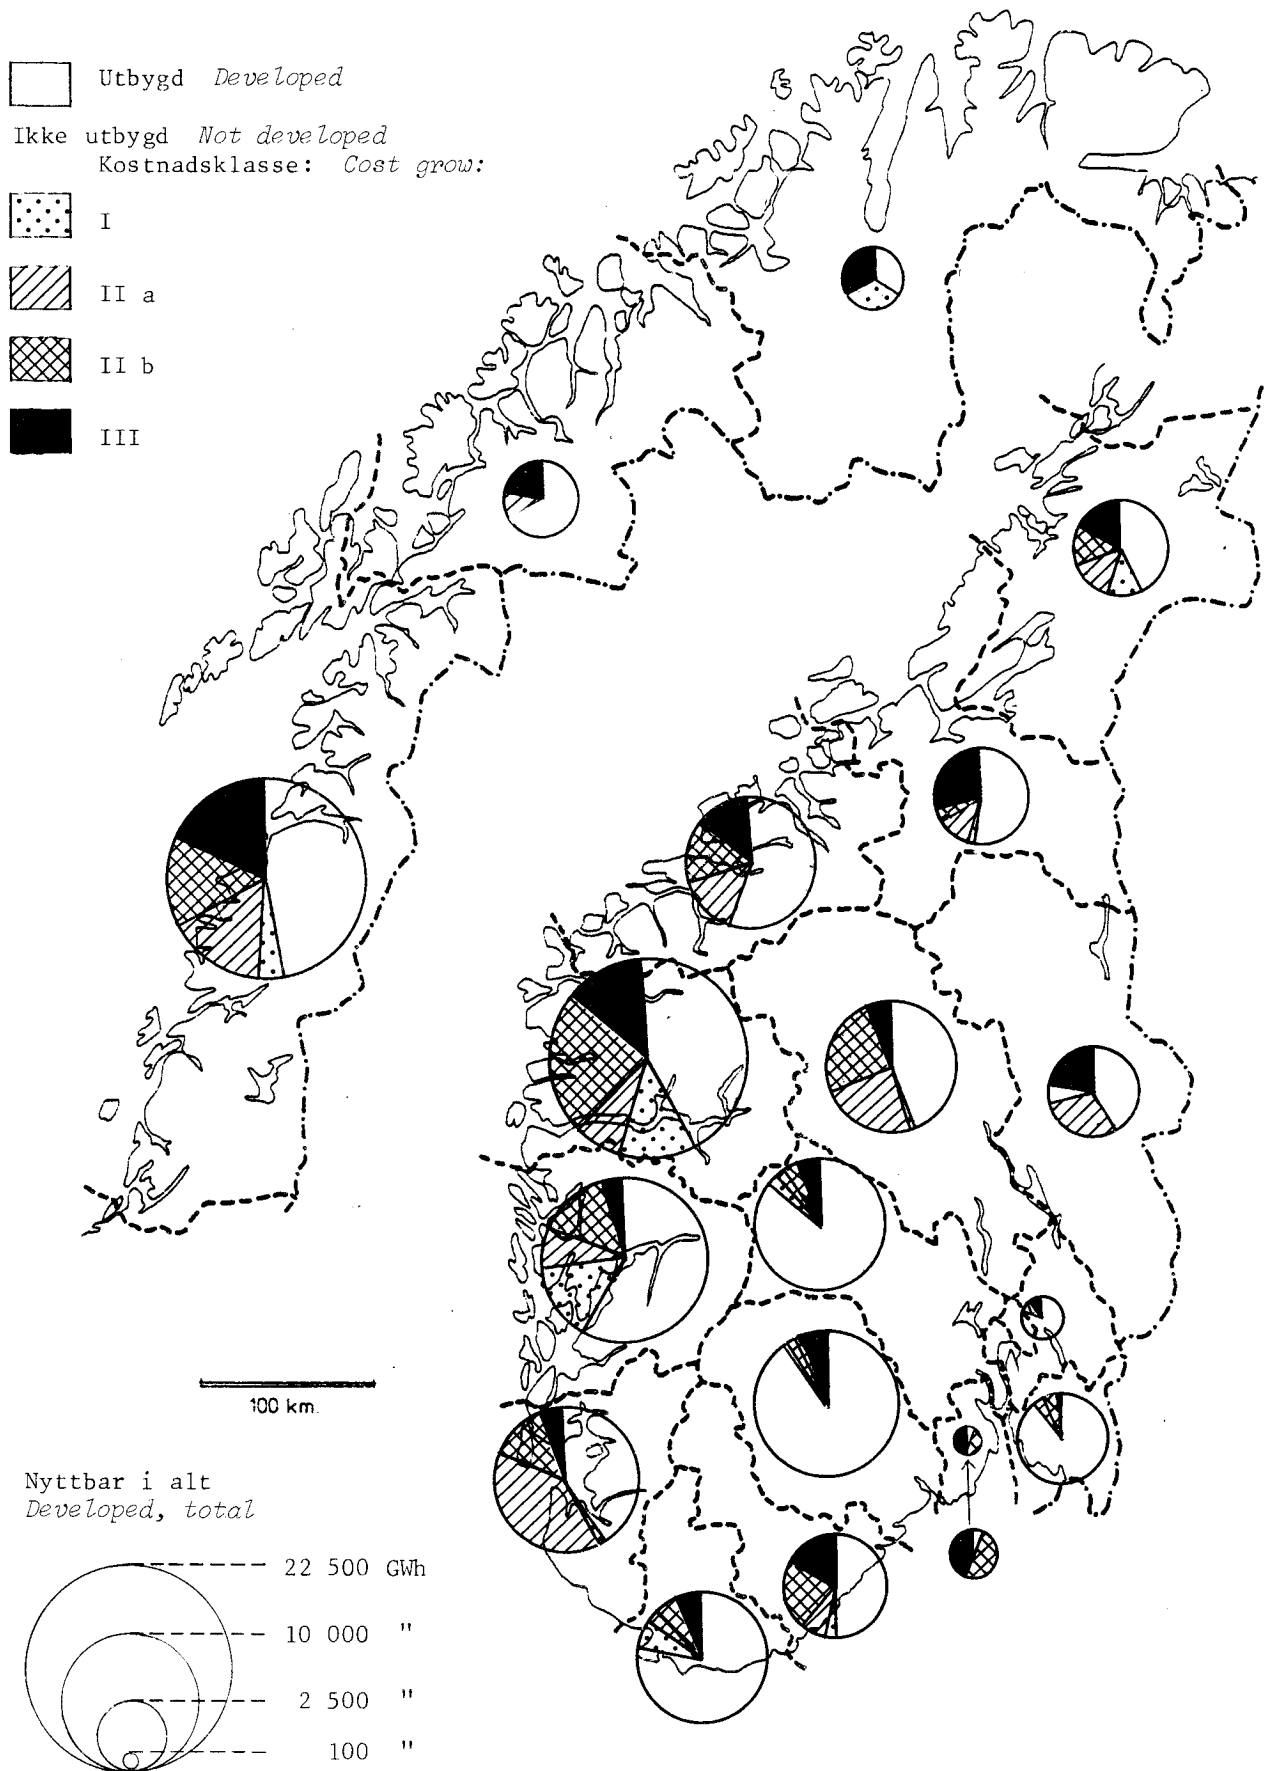 Utbygd Developed
Ikke utbygd Not developed
Kostnadsklasse: Cost grow:
I
II a
II b
III
100 km.
Nyttbar i alt
Developed, total
22 500 GWh
10 000 "
2 500 "
100 "